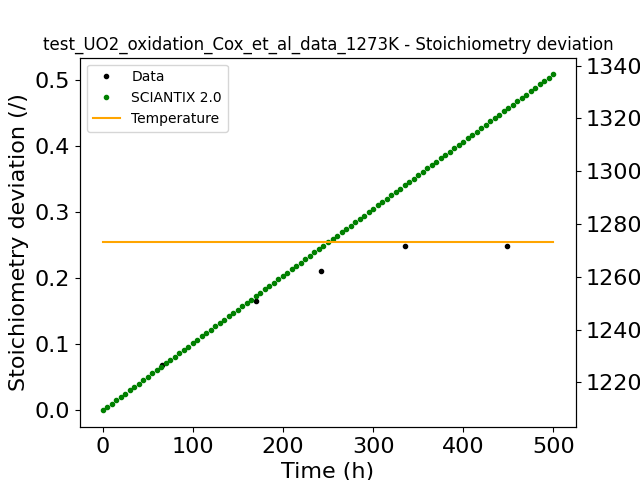 test_UO2_oxidation_Cox_et_al_data_1273K - Stoichiometry deviation
Data
SCIANTIX 2.0
Temperature
Stoichiometry deviation (/)
0.5
0.4
0.3
0.2
0.1
0.0
1340
1320
1300
1280
1260
1240
1220
0 100 200 300 400 500
Time (h)